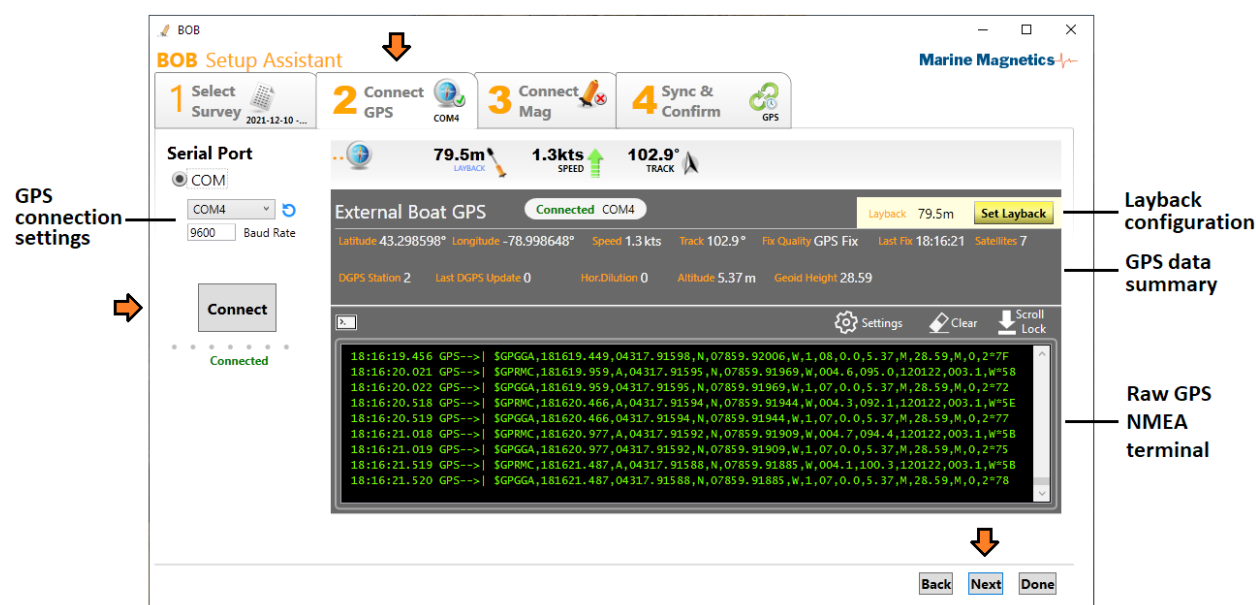 BOB
BOB Setup Assistant
Marine Magnetics
1 Select Survey 2021-12-10 -...
2 Connect GPS COM4
3 Connect Mag
4 Sync & Confirm GPS
Serial Port
COM
COM4
9600 Baud Rate
Connect
Connected
GPS
connection
settings
79.5m LAYBACK
1.3kts SPEED
102.9° TRACK
External Boat GPS Connected COM4 Layback 79.5m Set Layback
Latitude 43.298598° Longitude -78.998648° Speed 1.3 kts Track 102.9° Fix Quality GPS Fix Last Fix 18:16:21 Satellites 7
DGPS Station 2 Last DGPS Update 0 Hor.Dilution 0 Altitude 5.37 m Geoid Height 28.59
Settings Clear Scroll Lock
18:16:19.456 GPS-->| $GPGGA,181619.449,04317.91598,N,07859.92006,W,1,08,0.0,5.37,M,28.59,M,0,2*7F
18:16:20.021 GPS-->| $GPRMC,181619.959,A,04317.91595,N,07859.91969,W,004.6,095.0,120122,003.1,W*58
18:16:20.022 GPS-->| $GPGGA,181619.959,04317.91595,N,07859.91969,W,1,07,0.0,5.37,M,28.59,M,0,2*72
18:16:20.518 GPS-->| $GPRMC,181620.466,A,04317.91594,N,07859.91944,W,004.3,092.1,120122,003.1,W*5E
18:16:20.519 GPS-->| $GPGGA,181620.466,04317.91594,N,07859.91944,W,1,07,0.0,5.37,M,28.59,M,0,2*77
18:16:21.018 GPS-->| $GPRMC,181620.977,A,04317.91592,N,07859.91909,W,004.7,094.4,120122,003.1,W*5B
18:16:21.019 GPS-->| $GPGGA,181620.977,04317.91592,N,07859.91909,W,1,07,0.0,5.37,M,28.59,M,0,2*75
18:16:21.519 GPS-->| $GPRMC,181621.487,A,04317.91588,N,07859.91885,W,004.1,100.3,120122,003.1,W*5B
18:16:21.520 GPS-->| $GPGGA,181621.487,04317.91588,N,07859.91885,W,1,07,0.0,5.37,M,28.59,M,0,2*78
Layback
configuration
GPS data
summary
Raw GPS
NMEA
terminal
Back Next Done